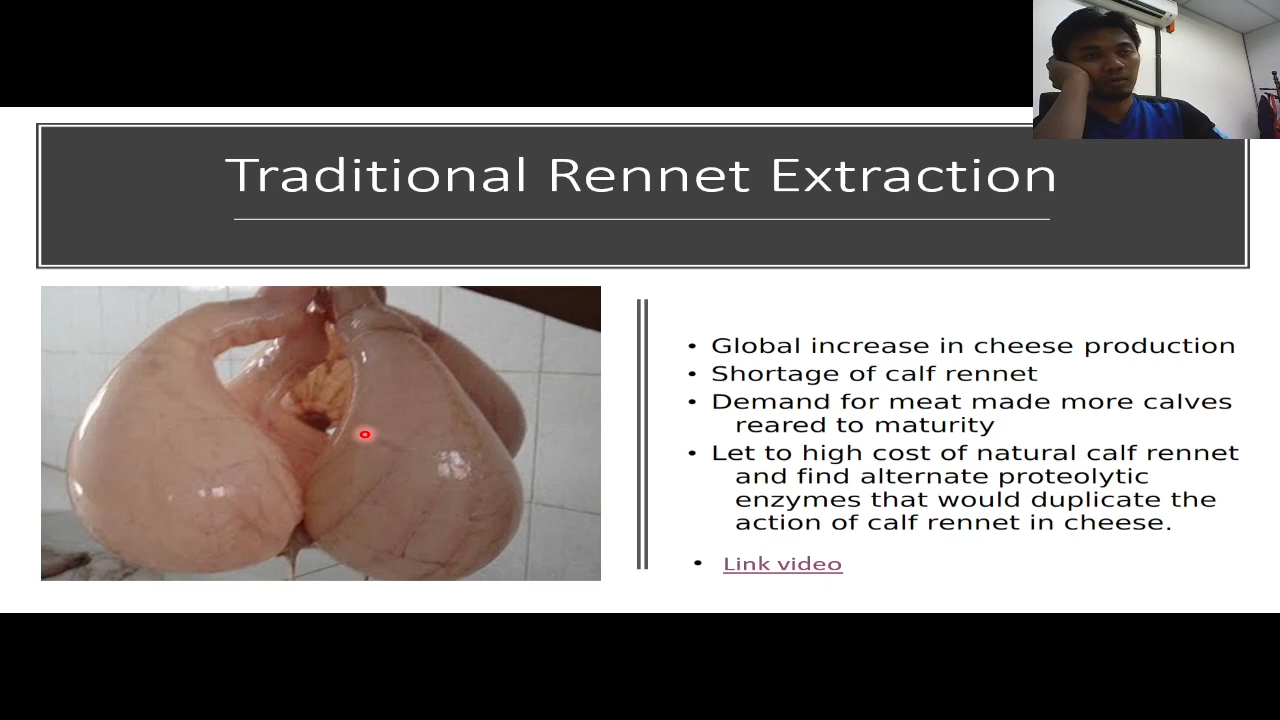 Traditional Rennet Extraction
• Global increase in cheese production
• Shortage of calf rennet
• Demand for meat made more calves
reared to maturity
• Let to high cost of natural calf rennet
and find alternate proteolytic
enzymes that would duplicate the
action of calf rennet in cheese.
• Link video